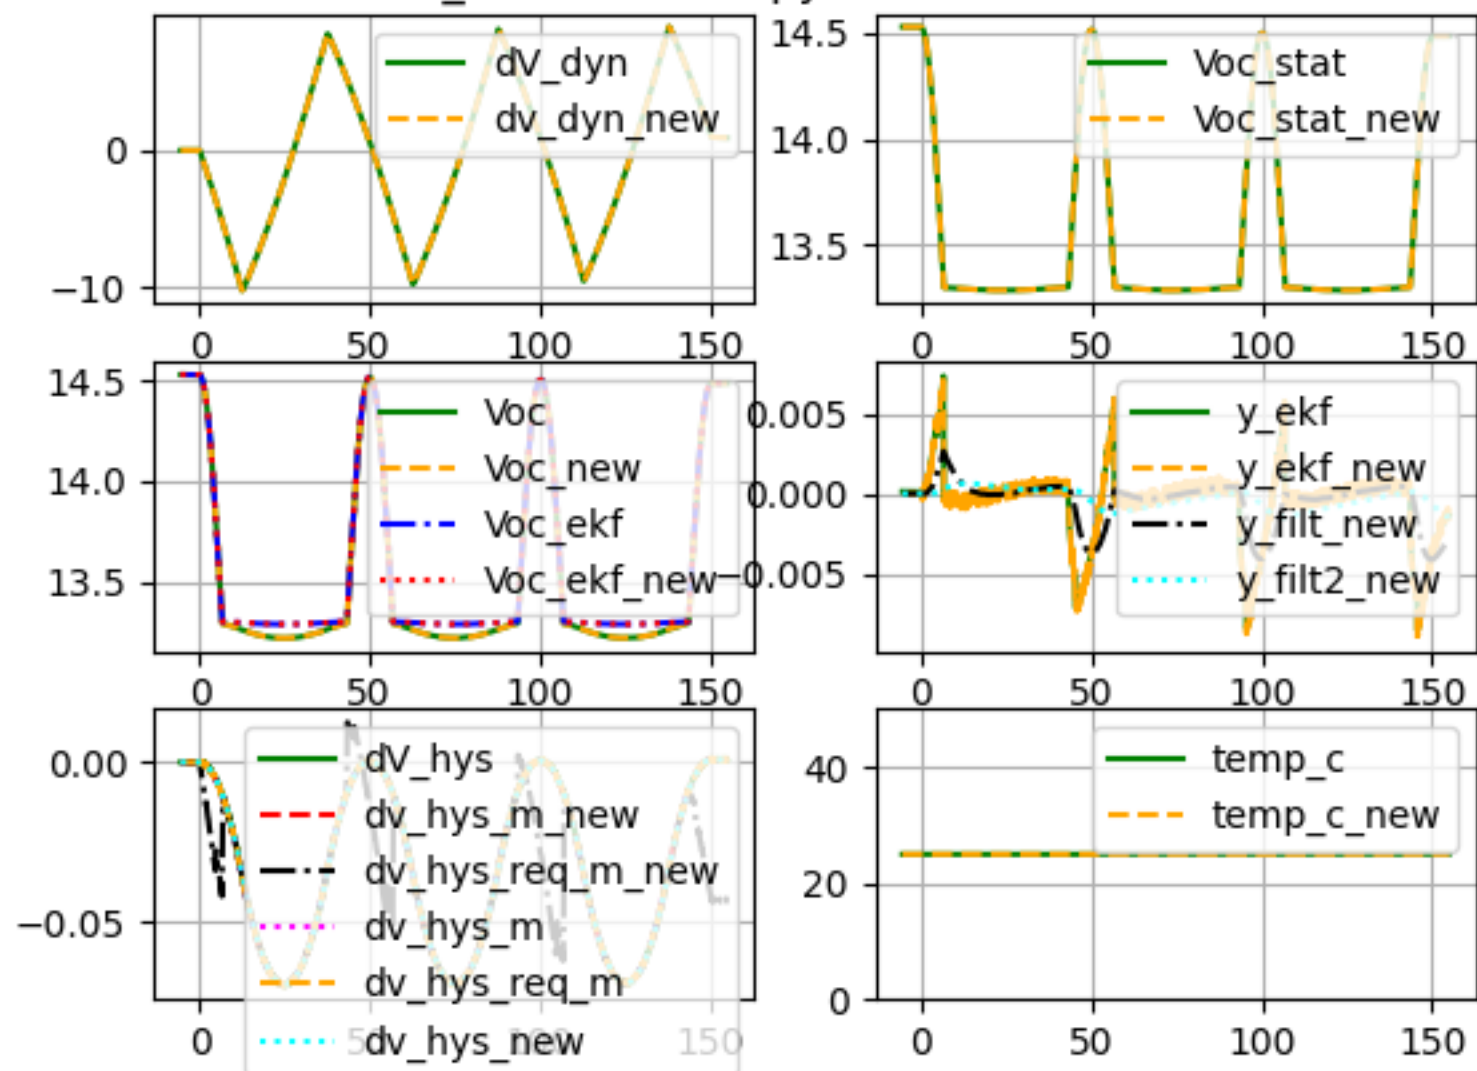 dV_dyn
dv_dyn_new
0
−10
0 50 100 150
14.5
14.0
13.5
Voc_stat
Voc_stat_new
0 50 100 150
14.5
14.0
13.5
Voc
Voc_new
Voc_ekf
Voc_ekf_new
0 50 100 150
0.005
0.000
−0.005
y_ekf
y_ekf_new
y_filt_new
y_filt2_new
0 50 100 150
0.00
−0.05
dV_hys
dv_hys_m_new
dv_hys_req_m_new
dv_hys_m
dv_hys_req_m
dv_hys_new
0 50 150
40
20
0
temp_c
temp_c_new
0 50 100 150